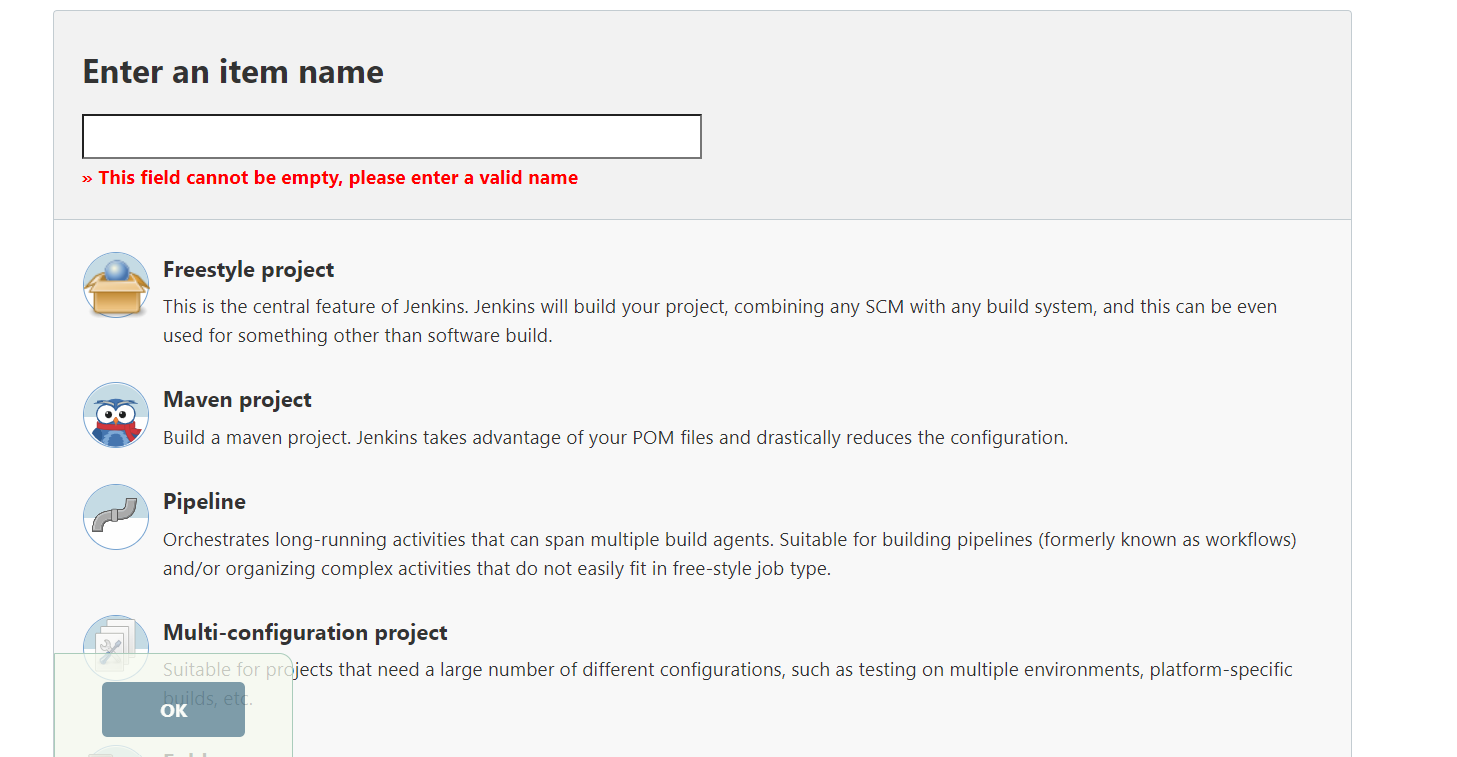 Enter an item name
» This field cannot be empty, please enter a valid name
Freestyle project
This is the central feature of Jenkins. Jenkins will build your project, combining any SCM with any build system, and this can be even
used for something other than software build.
Maven project
Build a maven project. Jenkins takes advantage of your POM files and drastically reduces the configuration.
Pipeline
Orchestrates long-running activities that can span multiple build agents. Suitable for building pipelines (formerly known as workflows)
and/or organizing complex activities that do not easily fit in free-style job type.
Multi-configuration project
Suitable for projects that need a large number of different configurations, such as testing on multiple environments, platform-specific
builds, etc.
OK